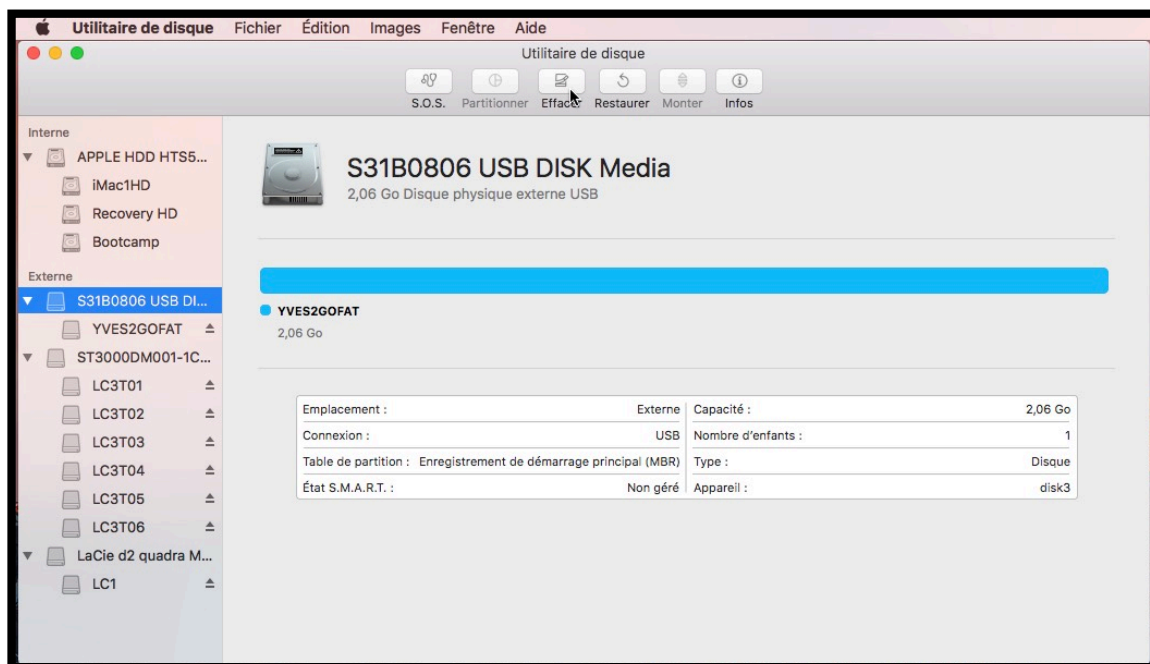 Utilitaire de disque Fichier Édition Images Fenêtre Aide
Utilitaire de disque
S.O.S. Partitionner Effacer Restaurer Monter Infos
Interne
APPLE HDD HTS5...
iMac1HD
Recovery HD
Bootcamp
Externe
S31B0806 USB DI...
YVES2GOFAT
ST3000DM001-1C...
LC3T01
LC3T02
LC3T03
LC3T04
LC3T05
LC3T06
LaCie d2 quadra M...
LC1
S31B0806 USB DISK Media
2,06 Go Disque physique externe USB
YVES2GOFAT
2,06 Go
Emplacement : Externe Capacité : 2,06 Go
Connexion : USB Nombre d'enfants : 1
Table de partition : Enregistrement de démarrage principal (MBR) Type : Disque
État S.M.A.R.T. : Non géré Appareil : disk3